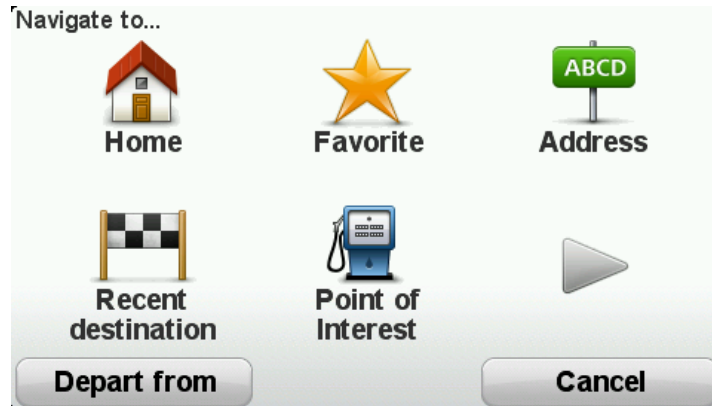 Navigate to...
ABCD
Home
Favorite
Address
Recent
destination
Point of
Interest
Depart from
Cancel